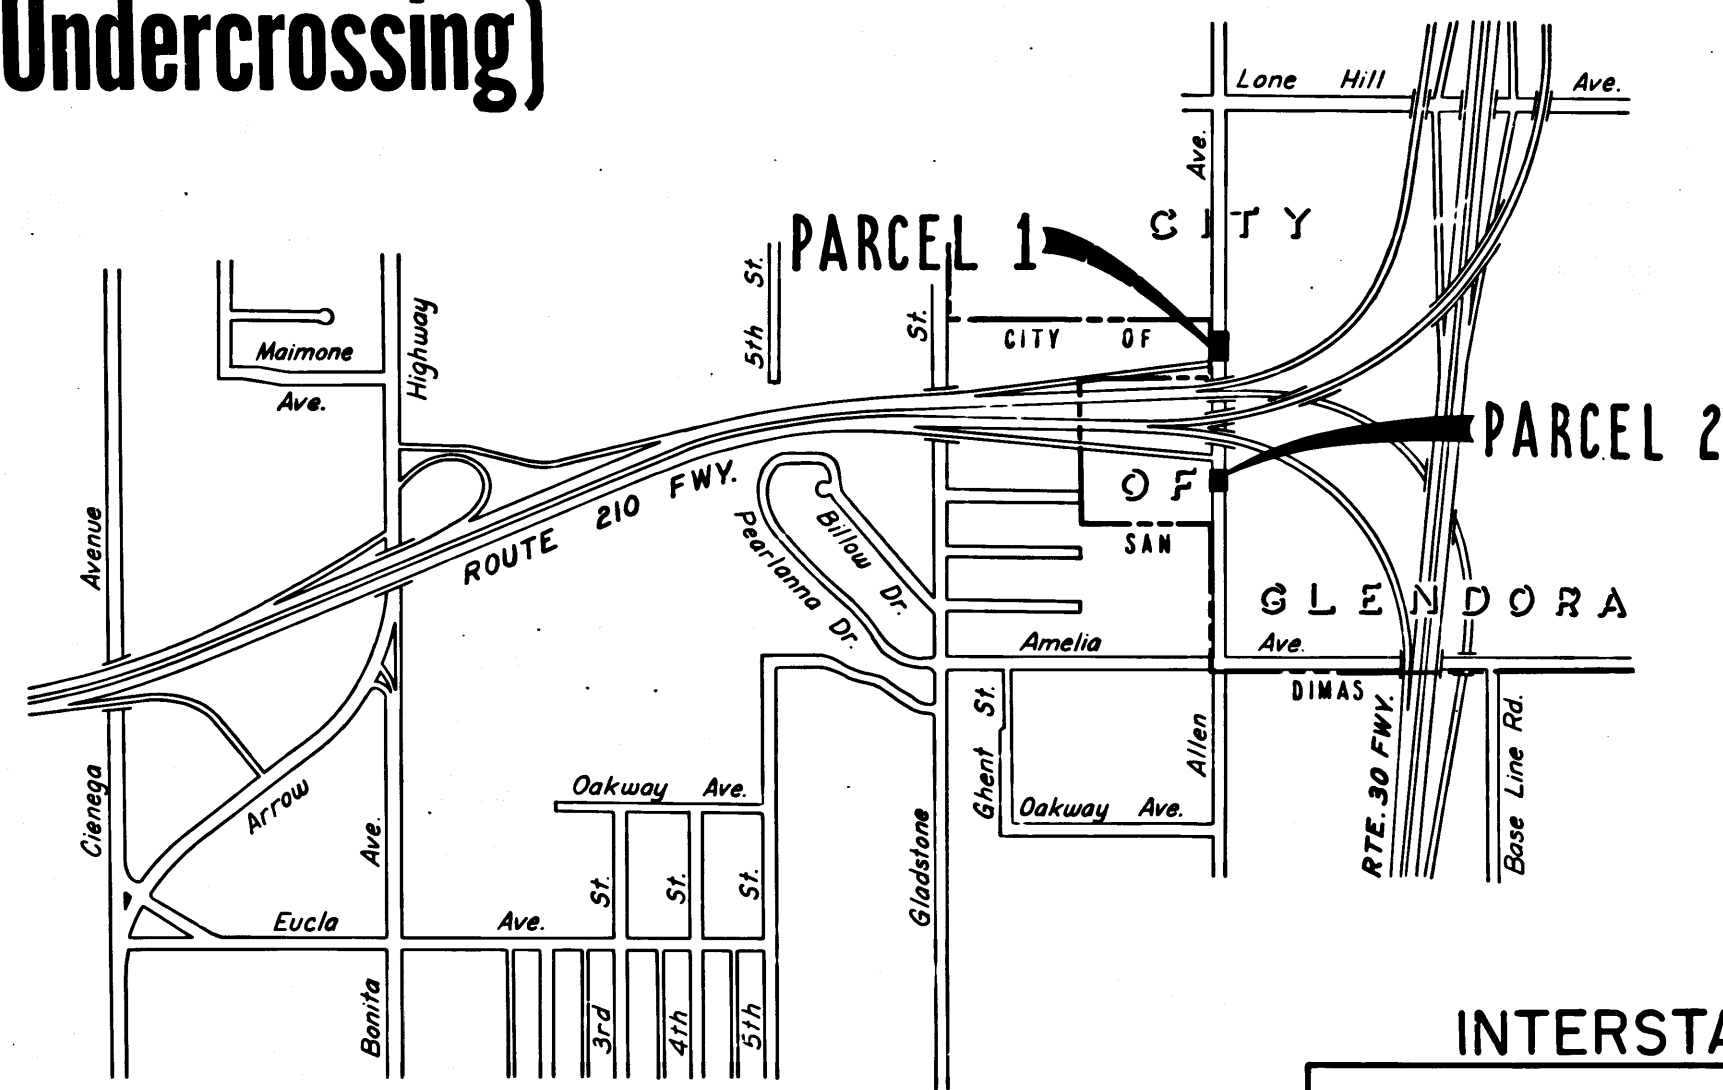 Undercrossing)
Lone Hill Ave.
Ave.
CITY
PARCEL 1
5th St.
St.
CITY OF
Highway
Maimone
Ave.
PARCEL 2
OF
SAN
ROUTE 210 FWY.
Billow Dr.
Pearlanna Dr.
Avenue
GLENDORA
Amelia Ave.
DIMAS
Ghent St.
Allen
RTE. 30 FWY.
Base Line Rd.
Oakway Ave.
Oakway Ave.
Arrow
Cienega
Ave.
Gladstone
St.
St.
St.
Eucla Ave.
Bonita
3rd
4th
5th
INTERSTA